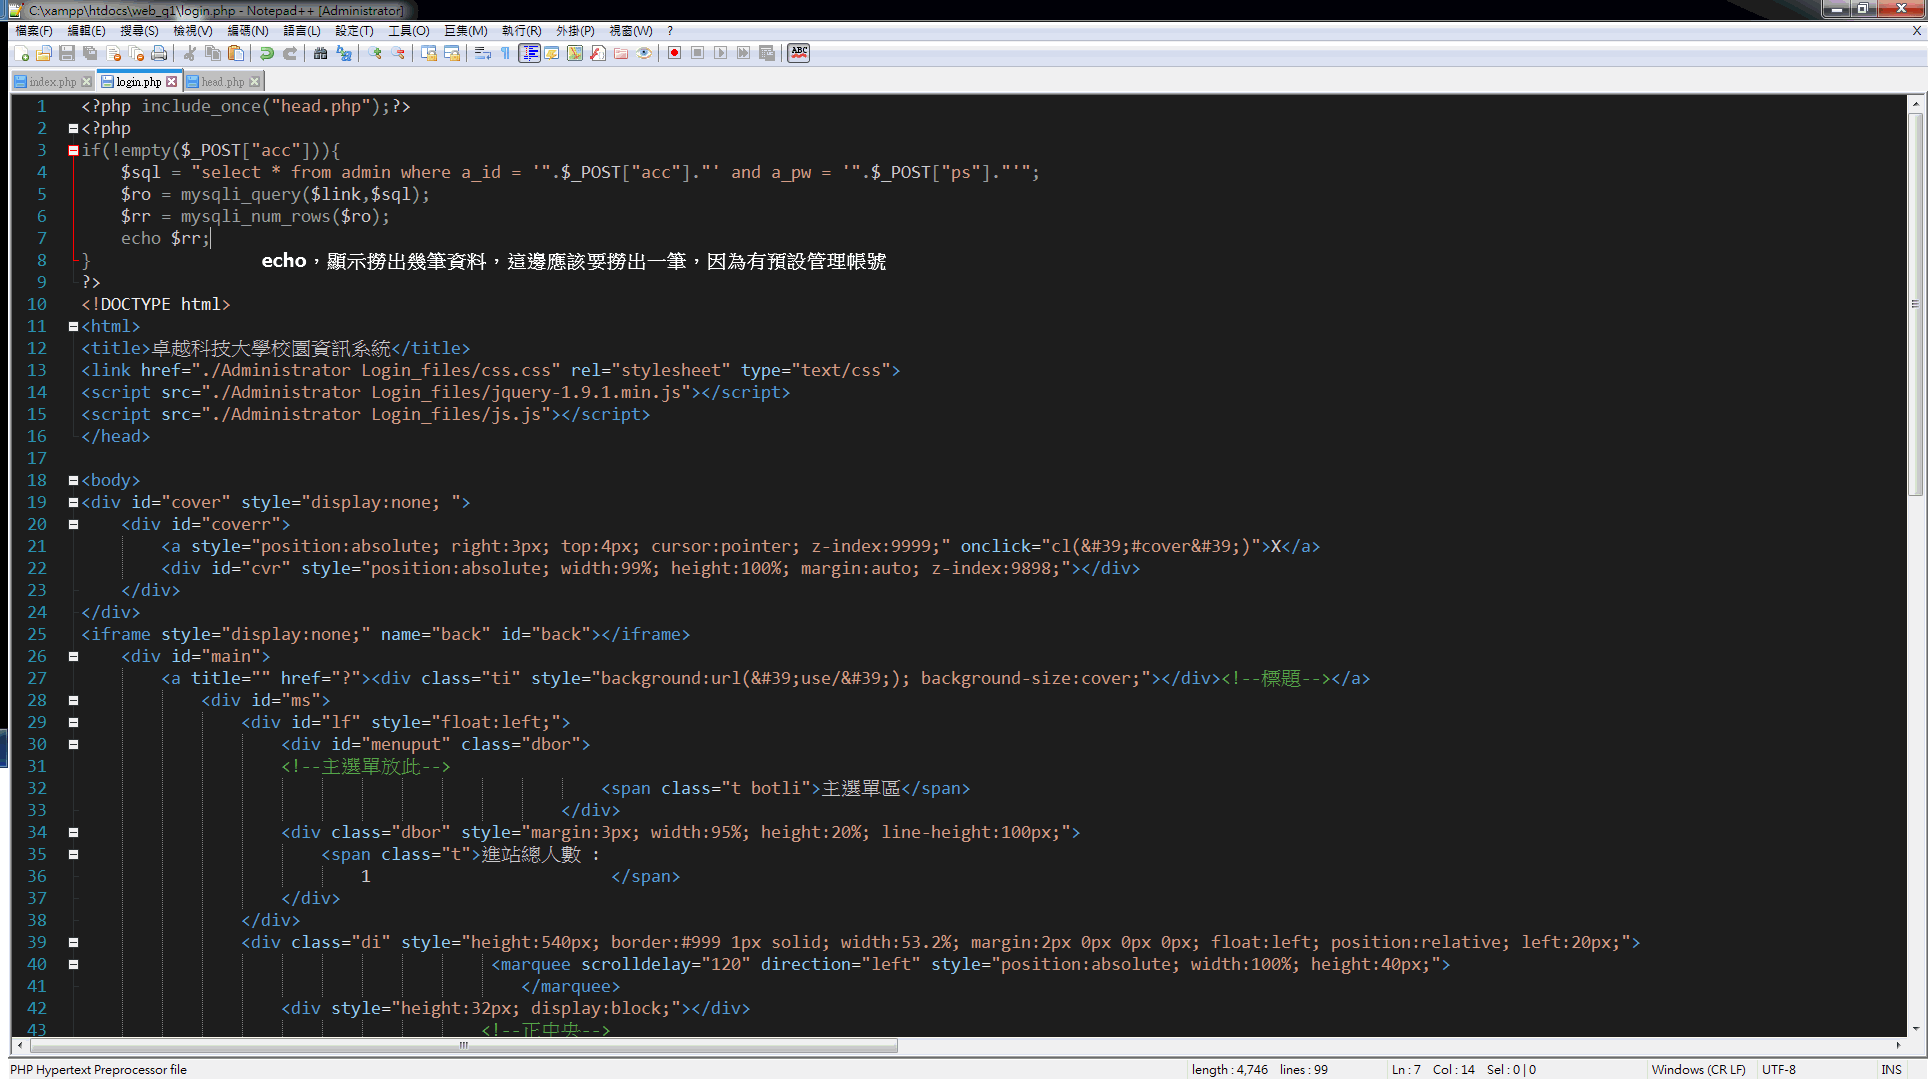 C:\xampp\htdocs\web_q1\login.php - Notepad++ [Administrator]
檔案(F) 編輯(E) 搜尋(S) 檢視(V) 編碼(N) 語言(L) 設定(T) 工具(O) 巨集(M) 執行(R) 外掛(P) 視窗(W) ? X
ABC
index.php login.php head.php
1 <?php include_once("head.php");?>
2 <?php
3 if(!empty($_POST["acc"])){
4 $sql = "select * from admin where a_id = '".$_POST["acc"]."' and a_pw = '".$_POST["ps"]."'";
5 $ro = mysqli_query($link,$sql);
6 $rr = mysqli_num_rows($ro);
7 echo $rr;
8 } echo，顯示撈出幾筆資料，這邊應該要撈出一筆，因為有預設管理帳號
9 ?>
10 <!DOCTYPE html>
11 <html>
12 <title>卓越科技大學校園資訊系統</title>
13 <link href="./Administrator Login_files/css.css" rel="stylesheet" type="text/css">
14 <script src="./Administrator Login_files/jquery-1.9.1.min.js"></script>
15 <script src="./Administrator Login_files/js.js"></script>
16 </head>
17
18 <body>
19 <div id="cover" style="display:none; ">
20 <div id="coverr">
21 <a style="position:absolute; right:3px; top:4px; cursor:pointer; z-index:9999;" onclick="cl(&#39;#cover&#39;)">X</a>
22 <div id="cvr" style="position:absolute; width:99%; height:100%; margin:auto; z-index:9898;"></div>
23 </div>
24 </div>
25 <iframe style="display:none;" name="back" id="back"></iframe>
26 <div id="main">
27 <a title="" href="?"><div class="ti" style="background:url(&#39;use/&#39;); background-size:cover;"></div><!--標題--></a>
28 <div id="ms">
29 <div id="lf" style="float:left;">
30 <div id="menuput" class="dbor">
31 <!--主選單放此-->
32 <span class="t botli">主選單區</span>
33 </div>
34 <div class="dbor" style="margin:3px; width:95%; height:20%; line-height:100px;">
35 <span class="t">進站總人數 :
36 1 </span>
37 </div>
38 </div>
39 <div class="di" style="height:540px; border:#999 1px solid; width:53.2%; margin:2px 0px 0px 0px; float:left; position:relative; left:20px;">
40 <marquee scrolldelay="120" direction="left" style="position:absolute; width:100%; height:40px;">
41 </marquee>
42 <div style="height:32px; display:block;"></div>
43 <!--正中央-->
PHP Hypertext Preprocessor file length : 4,746 lines : 99 Ln : 7 Col : 14 Sel : 0 | 0 Windows (CR LF) UTF-8 INS